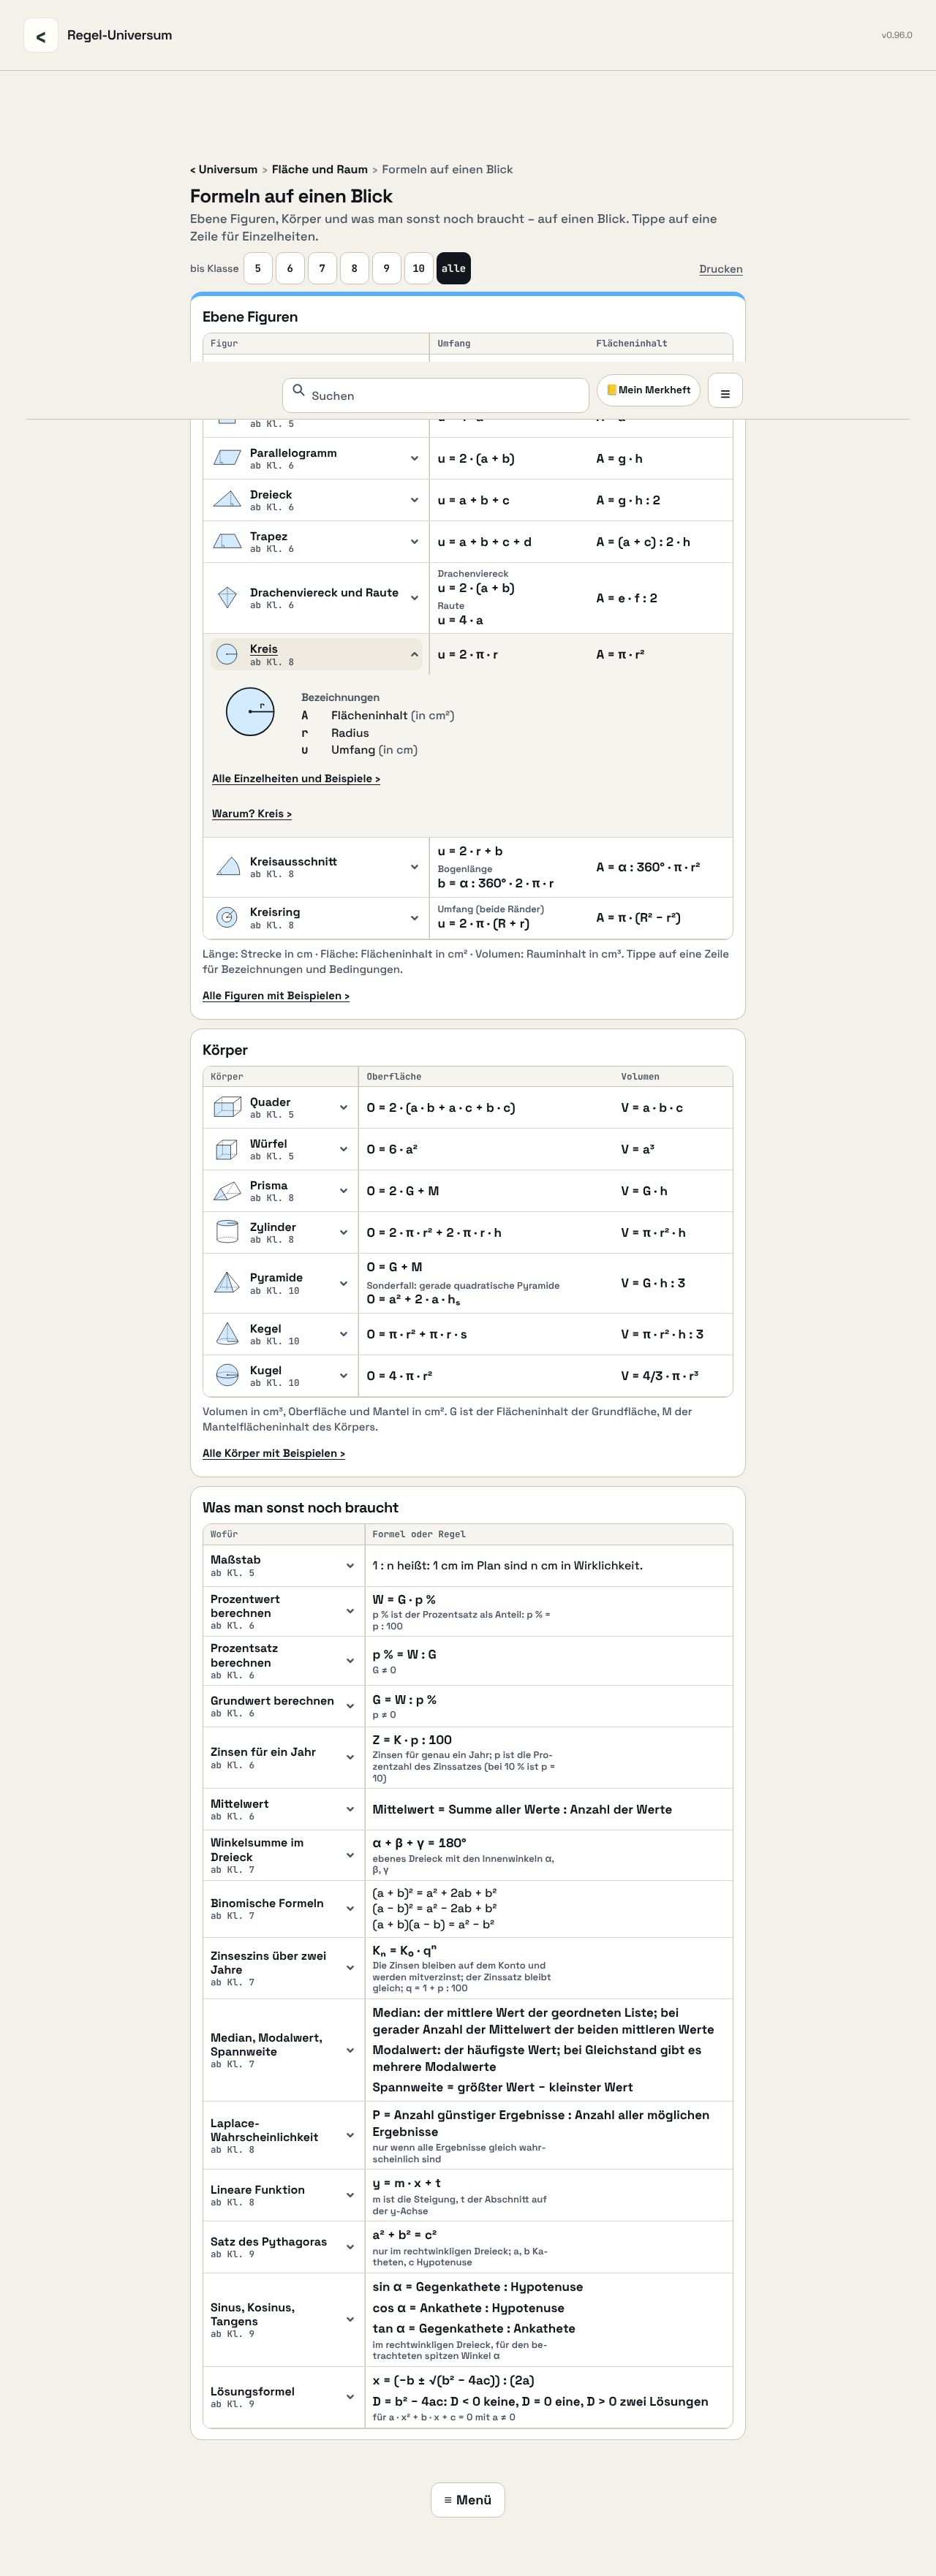 Regel-Universum
v0.96.0
‹ Universum › Fläche und Raum › Formeln auf einen Blick
Formeln auf einen Blick
Ebene Figuren, Körper und was man sonst noch braucht – auf einen Blick. Tippe auf eine
Zeile für Einzelheiten.
bis Klasse 5 6 7 8 9 10 alle Drucken
Ebene Figuren
Figur Umfang Flächeninhalt
Suchen 📒Mein Merkheft ≡
ab Kl. 5
Parallelogramm
ab Kl. 6
u = 2 · (a + b) A = g · h
Dreieck
ab Kl. 6
u = a + b + c A = g · h : 2
Trapez
ab Kl. 6
u = a + b + c + d A = (a + c) : 2 · h
Drachenviereck und Raute
ab Kl. 6
Drachenviereck
u = 2 · (a + b)
Raute
u = 4 · a
A = e · f : 2
Kreis
ab Kl. 8
u = 2 · π · r A = π · r²
r
Bezeichnungen
A Flächeninhalt (in cm²)
r Radius
u Umfang (in cm)
Alle Einzelheiten und Beispiele ›
Warum? Kreis ›
Kreisausschnitt
ab Kl. 8
u = 2 · r + b
Bogenlänge
b = α : 360° · 2 · π · r
A = α : 360° · π · r²
Kreisring
ab Kl. 8
Umfang (beide Ränder)
u = 2 · π · (R + r)
A = π · (R² − r²)
Länge: Strecke in cm · Fläche: Flächeninhalt in cm² · Volumen: Rauminhalt in cm³. Tippe auf eine Zeile
für Bezeichnungen und Bedingungen.
Alle Figuren mit Beispielen ›
Körper
Körper Oberfläche Volumen
Quader
ab Kl. 5
O = 2 · (a · b + a · c + b · c) V = a · b · c
Würfel
ab Kl. 5
O = 6 · a² V = a³
Prisma
ab Kl. 8
O = 2 · G + M V = G · h
Zylinder
ab Kl. 8
O = 2 · π · r² + 2 · π · r · h V = π · r² · h
Pyramide
ab Kl. 10
O = G + M
Sonderfall: gerade quadratische Pyramide
O = a² + 2 · a · hₛ
V = G · h : 3
Kegel
ab Kl. 10
O = π · r² + π · r · s V = π · r² · h : 3
Kugel
ab Kl. 10
O = 4 · π · r² V = 4/3 · π · r³
Volumen in cm³, Oberfläche und Mantel in cm². G ist der Flächeninhalt der Grundfläche, M der
Mantelflächeninhalt des Körpers.
Alle Körper mit Beispielen ›
Was man sonst noch braucht
Wofür Formel oder Regel
Maßstab
ab Kl. 5
1 : n heißt: 1 cm im Plan sind n cm in Wirklichkeit.
Prozentwert
berechnen
ab Kl. 6
W = G · p %
p % ist der Prozentsatz als Anteil: p % =
p : 100
Prozentsatz
berechnen
ab Kl. 6
p % = W : G
G ≠ 0
Grundwert berechnen
ab Kl. 6
G = W : p %
p ≠ 0
Zinsen für ein Jahr
ab Kl. 6
Z = K · p : 100
Zinsen für genau ein Jahr; p ist die Pro-
zentzahl des Zinssatzes (bei 10 % ist p =
10)
Mittelwert
ab Kl. 6
Mittelwert = Summe aller Werte : Anzahl der Werte
Winkelsumme im
Dreieck
ab Kl. 7
α + β + γ = 180°
ebenes Dreieck mit den Innenwinkeln α,
β, γ
Binomische Formeln
ab Kl. 7
(a + b)² = a² + 2ab + b²
(a − b)² = a² − 2ab + b²
(a + b)(a − b) = a² − b²
Zinseszins über zwei
Jahre
ab Kl. 7
Kₙ = K₀ · qⁿ
Die Zinsen bleiben auf dem Konto und
werden mitverzinst; der Zinssatz bleibt
gleich; q = 1 + p : 100
Median, Modalwert,
Spannweite
ab Kl. 7
Median: der mittlere Wert der geordneten Liste; bei
gerader Anzahl der Mittelwert der beiden mittleren Werte
Modalwert: der häufigste Wert; bei Gleichstand gibt es
mehrere Modalwerte
Spannweite = größter Wert − kleinster Wert
Laplace-
Wahrscheinlichkeit
ab Kl. 8
P = Anzahl günstiger Ergebnisse : Anzahl aller möglichen
Ergebnisse
nur wenn alle Ergebnisse gleich wahr-
scheinlich sind
Lineare Funktion
ab Kl. 8
y = m · x + t
m ist die Steigung, t der Abschnitt auf
der y-Achse
Satz des Pythagoras
ab Kl. 9
a² + b² = c²
nur im rechtwinkligen Dreieck; a, b Ka-
theten, c Hypotenuse
Sinus, Kosinus,
Tangens
ab Kl. 9
sin α = Gegenkathete : Hypotenuse
cos α = Ankathete : Hypotenuse
tan α = Gegenkathete : Ankathete
im rechtwinkligen Dreieck, für den be-
trachteten spitzen Winkel α
Lösungsformel
ab Kl. 9
x = (−b ± √(b² − 4ac)) : (2a)
D = b² − 4ac: D < 0 keine, D = 0 eine, D > 0 zwei Lösungen
für a · x² + b · x + c = 0 mit a ≠ 0
≡ Menü